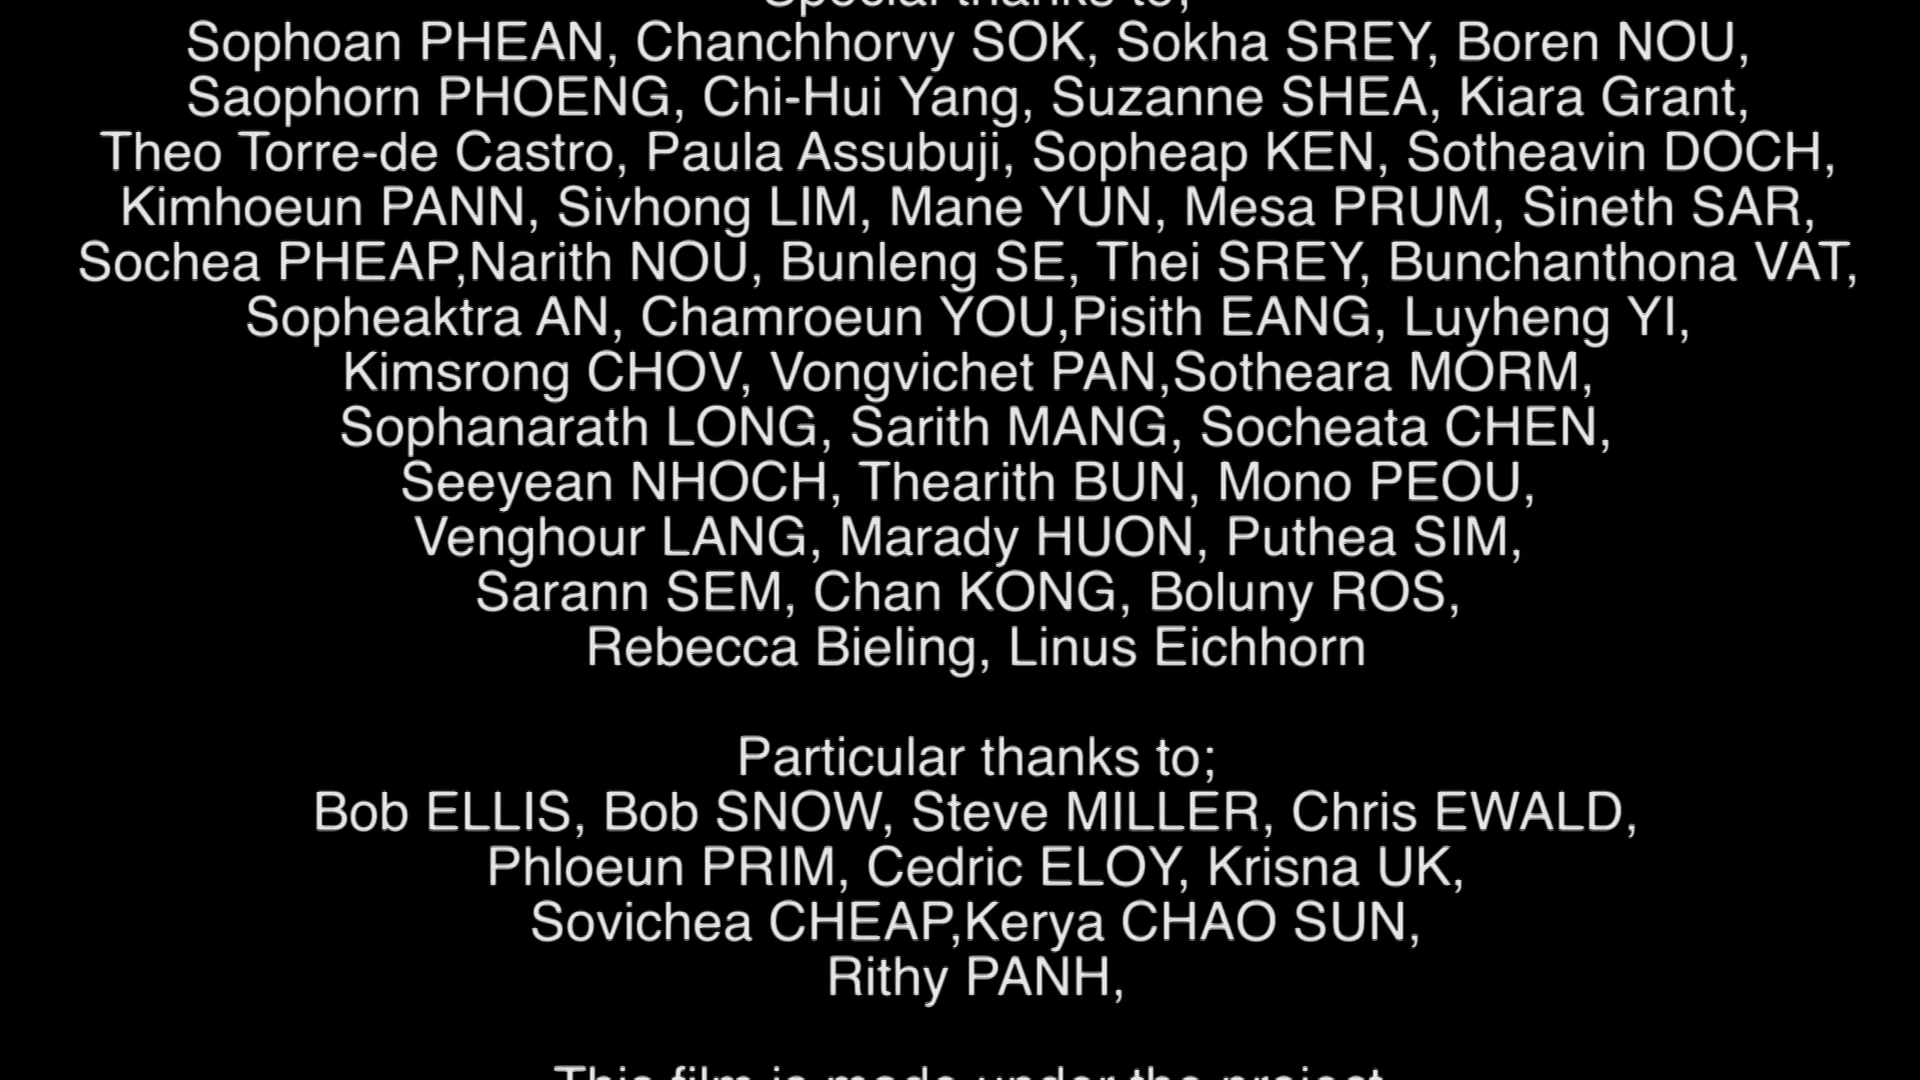 Special thanks to;
Sophoan PHEAN, Chanchhorvy SOK, Sokha SREY, Boren NOU,
Saophorn PHOENG, Chi-Hui Yang, Suzanne SHEA, Kiara Grant,
Theo Torre-de Castro, Paula Assubuji, Sopheap KEN, Sotheavin DOCH,
Kimhoeun PANN, Sivhong LIM, Mane YUN, Mesa PRUM, Sineth SAR,
Sochea PHEAP,Narith NOU, Bunleng SE, Thei SREY, Bunchanthona VAT,
Sopheaktra AN, Chamroeun YOU,Pisith EANG, Luyheng YI,
Kimsrong CHOV, Vongvichet PAN,Sotheara MORM,
Sophanarath LONG, Sarith MANG, Socheata CHEN,
Seeyean NHOCH, Thearith BUN, Mono PEOU,
Venghour LANG, Marady HUON, Puthea SIM,
Sarann SEM, Chan KONG, Boluny ROS,
Rebecca Bieling, Linus Eichhorn
Particular thanks to;
Bob ELLIS, Bob SNOW, Steve MILLER, Chris EWALD,
Phloeun PRIM, Cedric ELOY, Krisna UK,
Sovichea CHEAP,Kerya CHAO SUN,
Rithy PANH,
This film is made under the project